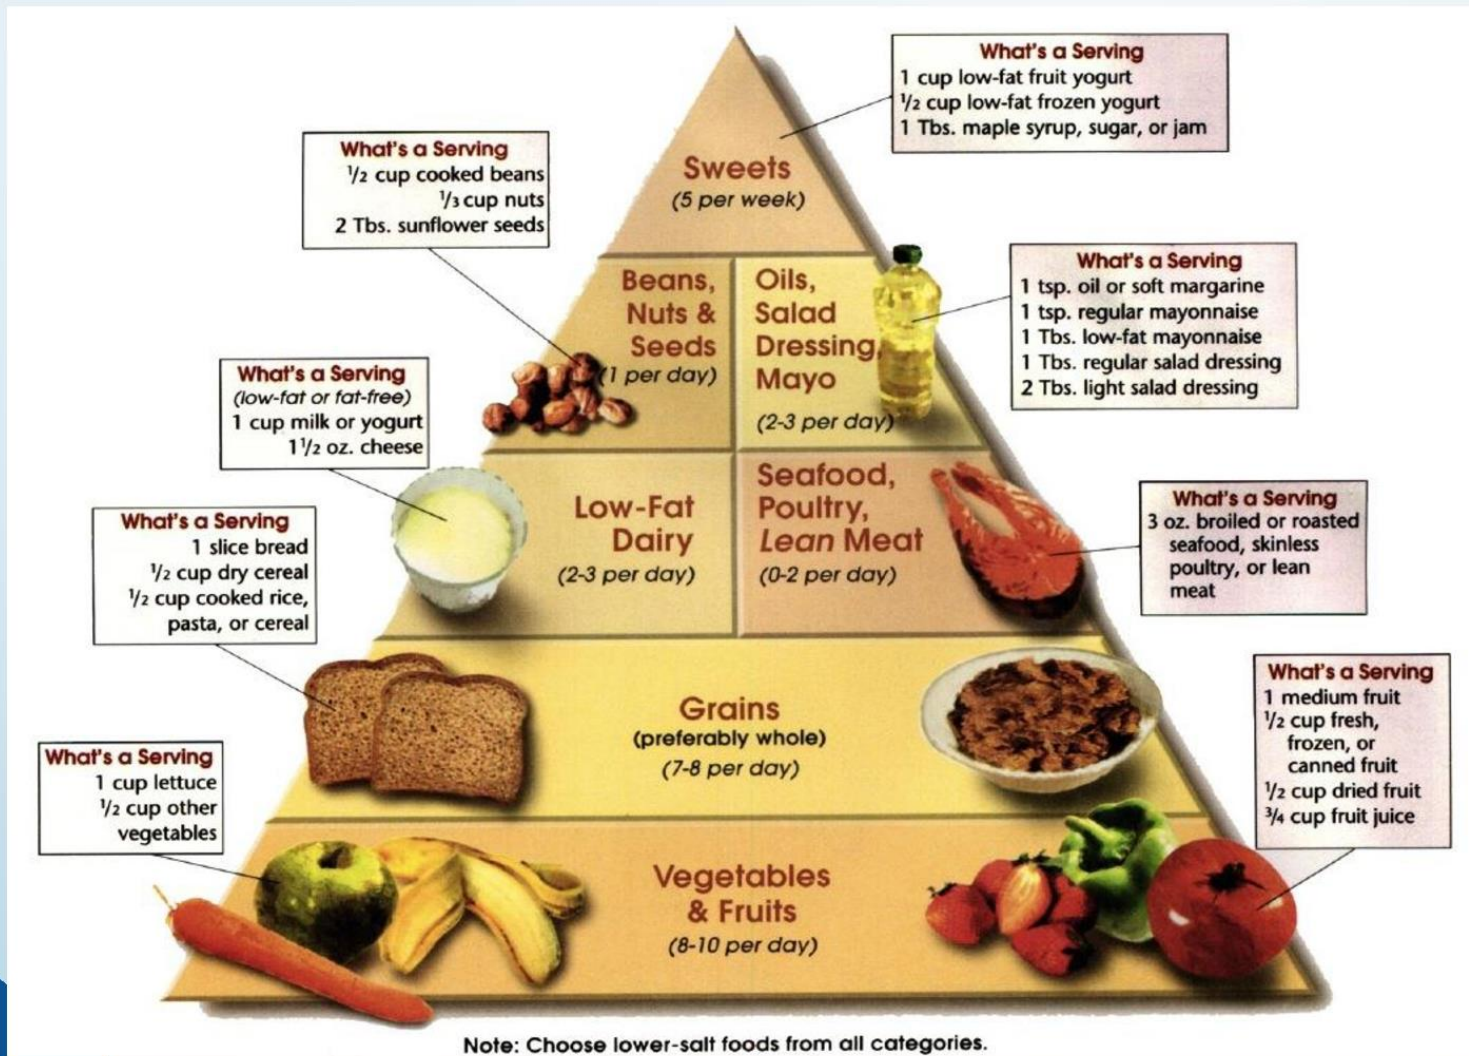 What's a Serving
1 cup low-fat fruit yogurt
1/2 cup low-fat frozen yogurt
1 Tbs. maple syrup, sugar, or jam
Sweets
(5 per week)
What's a Serving
1/2 cup cooked beans
1/3 cup nuts
2 Tbs. sunflower seeds
Beans,
Nuts &
Seeds
(1 per day)
Oils,
Salad
Dressing,
Mayo
(2-3 per day)
What's a Serving
1 tsp. oil or soft margarine
1 tsp. regular mayonnaise
1 Tbs. low-fat mayonnaise
1 Tbs. regular salad dressing
2 Tbs. light salad dressing
What's a Serving
(low-fat or fat-free)
1 cup milk or yogurt
1 1/2 oz. cheese
Low-Fat
Dairy
(2-3 per day)
Seafood,
Poultry,
Lean Meat
(0-2 per day)
What's a Serving
3 oz. broiled or roasted
seafood, skinless
poultry, or lean
meat
What's a Serving
1 slice bread
1/2 cup dry cereal
1/2 cup cooked rice,
pasta, or cereal
Grains
(preferably whole)
(7-8 per day)
What's a Serving
1 medium fruit
1/2 cup fresh,
frozen, or
canned fruit
1/2 cup dried fruit
3/4 cup fruit juice
What's a Serving
1 cup lettuce
1/2 cup other
vegetables
Vegetables
& Fruits
(8-10 per day)
Note: Choose lower-salt foods from all categories.